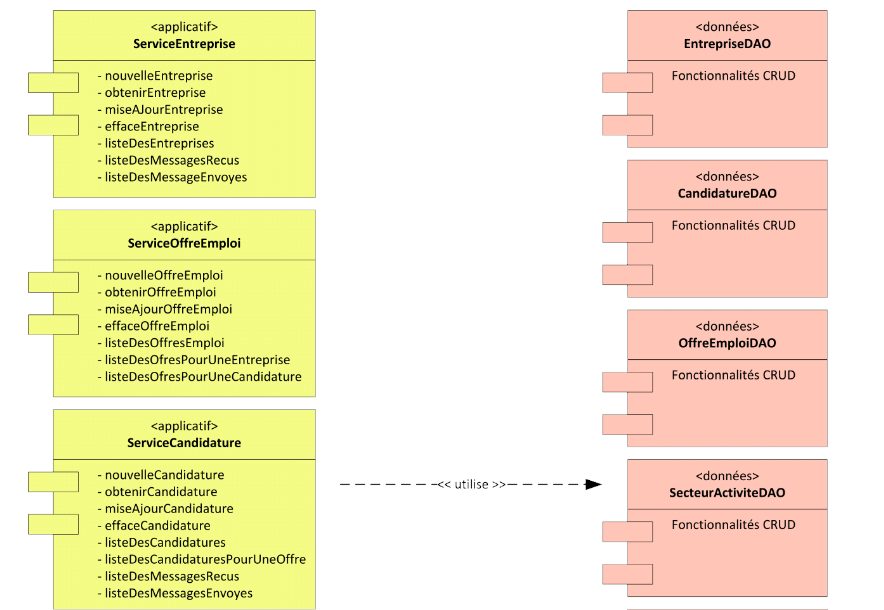 <applicatif>
ServiceEntreprise
- nouvelleEntreprise
- obtenirEntreprise
- miseAJourEntreprise
- effaceEntreprise
- listeDesEntreprises
- listeDesMessagesRecus
- listeDesMessageEnvoyes
<applicatif>
ServiceOffreEmploi
- nouvelleOffreEmploi
- obtenirOffreEmploi
- miseAjourOffreEmploi
- effaceOffreEmploi
- listeDesOffresEmploi
- listeDesOfresPourUneEntreprise
- listeDesOfresPourUneCandidature
<applicatif>
ServiceCandidature
- nouvelleCandidature
- obtenirCandidature
- miseAjourCandidature
- effaceCandidature
- listeDesCandidatures
- listeDesCandidaturesPourUneOffre
- listeDesMessagesRecus
- listeDesMessagesEnvoyes
<< utilise >>
<données>
EntrepriseDAO
Fonctionnalités CRUD
<données>
CandidatureDAO
Fonctionnalités CRUD
<données>
OffreEmploiDAO
Fonctionnalités CRUD
<données>
SecteurActiviteDAO
Fonctionnalités CRUD